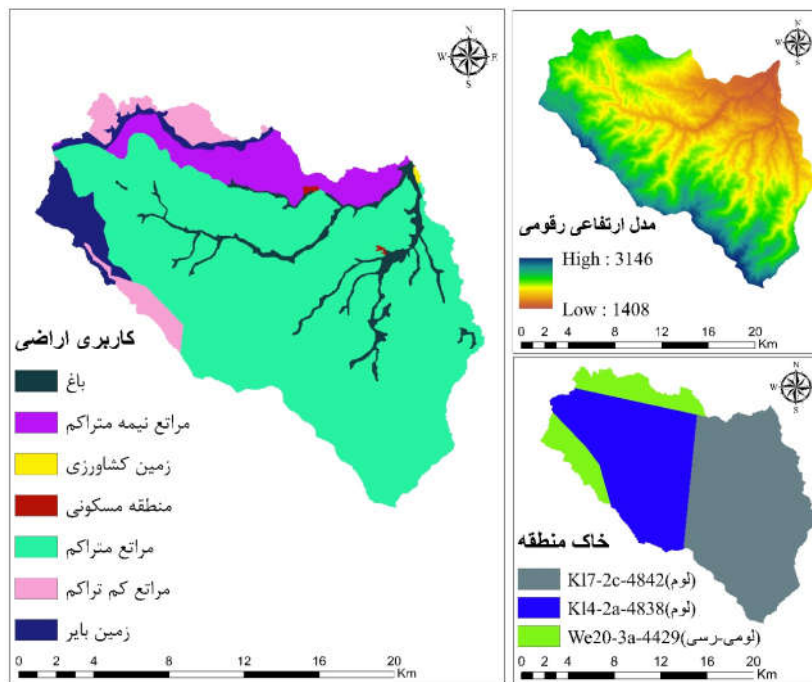 N
W E
S
کاربری اراضی
باغ
مراتع نیمه متراکم
زمین کشاورزی
منطقه مسکونی
مراتع متراکم
مراتع کم تراکم
زمین بایر
0 2 4 8 12 16 20
Km
N
W E
S
مدل ارتفاعی رقومی
High : 3146
Low : 1408
0 2 4 8 12 16 20
Km
N
W E
S
خاک منطقه
Kl7-2c-4842(لوم)
Kl4-2a-4838(لوم)
We20-3a-4429(لومی-رسی)
0 2 4 8 12 16 20
Km